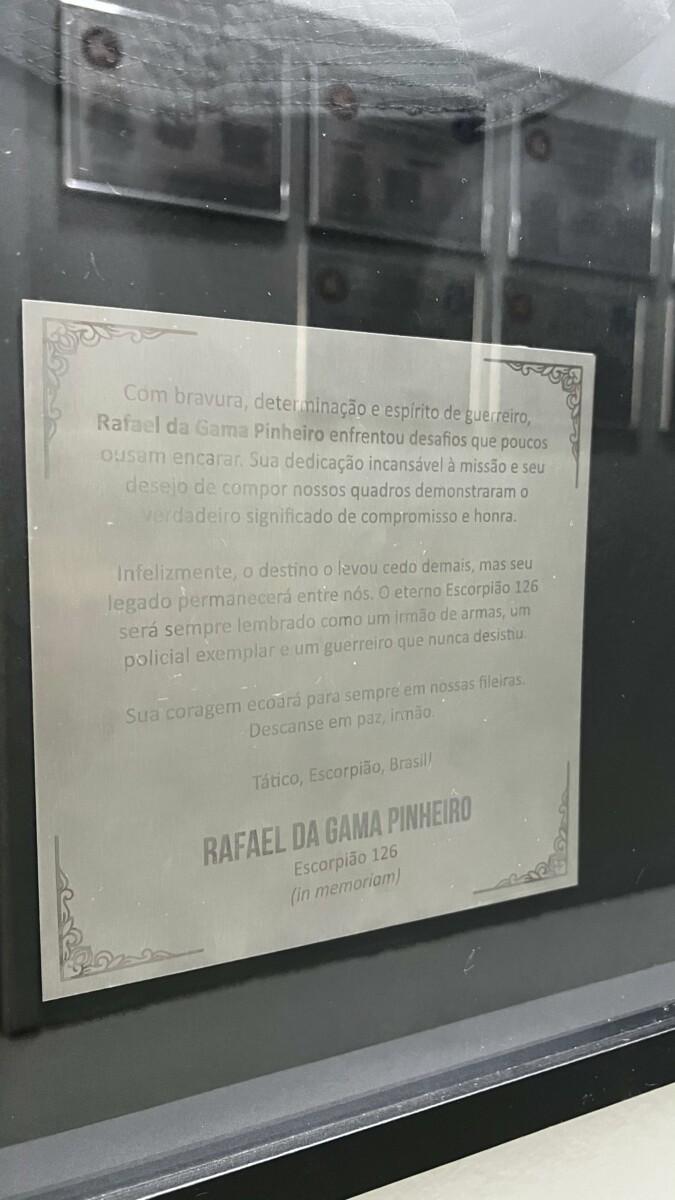 Com bravura, determinação e espírito de guerreiro,
Rafael da Gama Pinheiro enfrentou desafios que poucos
ousam encarar. Sua dedicação incansável à missão e seu
desejo de compor nossos quadros demonstraram o
verdadeiro significado de compromisso e honra.
Infelizmente, o destino o levou cedo demais, mas seu
legado permanecerá entre nós. O eterno Escorpião 126
será sempre lembrado como um irmão de armas, um
policial exemplar e um guerreiro que nunca desistiu.
Sua coragem ecoará para sempre em nossas fileiras.
Descanse em paz, irmão.
Tático, Escorpião, Brasil!
RAFAEL DA GAMA PINHEIRO
Escorpião 126
(in memoriam)